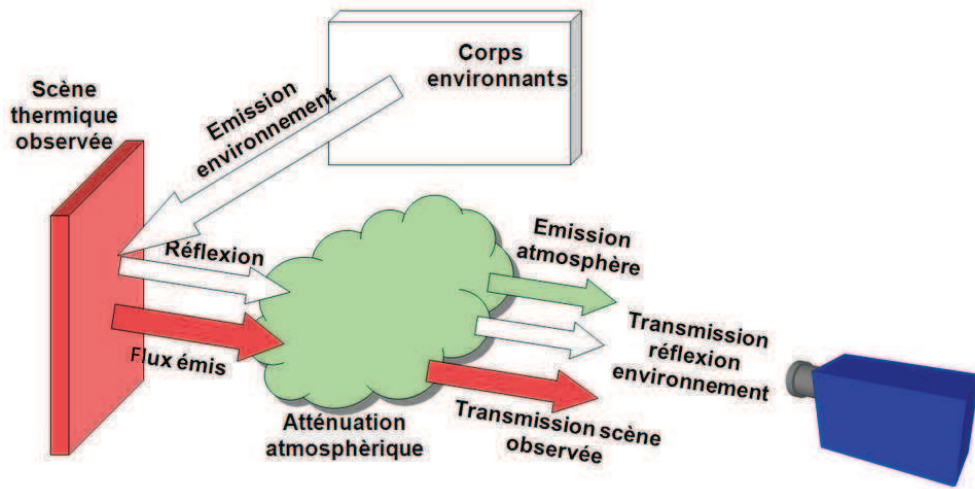 Corps
environnants
Scène
thermique
observée
Emission
environnement
Réflexion
Flux émis
Emission
atmosphère
Transmission
réflexion
environnement
Transmission scène
observée
Atténuation
atmosphèrique